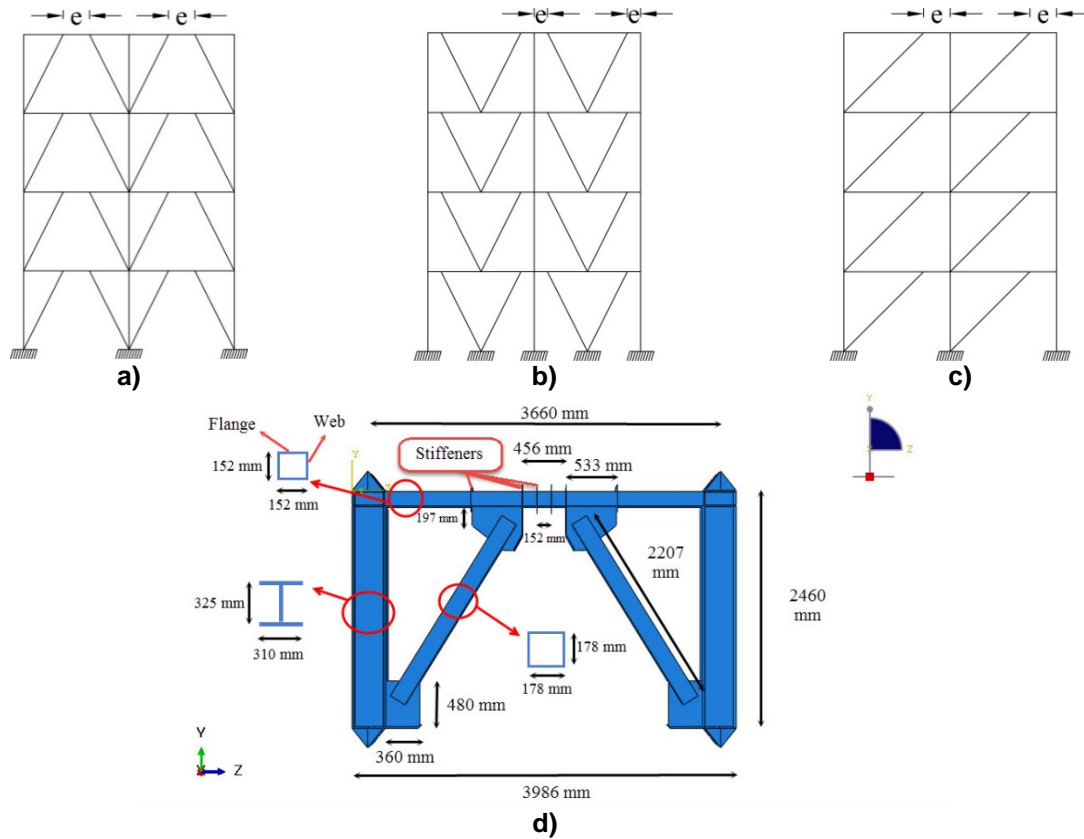 e e
e e
e e
a)
b)
c)
Flange
Web
152 mm
152 mm
Stiffeners
3660 mm
456 mm
533 mm
197 mm
152 mm
2207
mm
2460
mm
325 mm
310 mm
178 mm
178 mm
480 mm
360 mm
3986 mm
Y
Z
Y
Z
d)